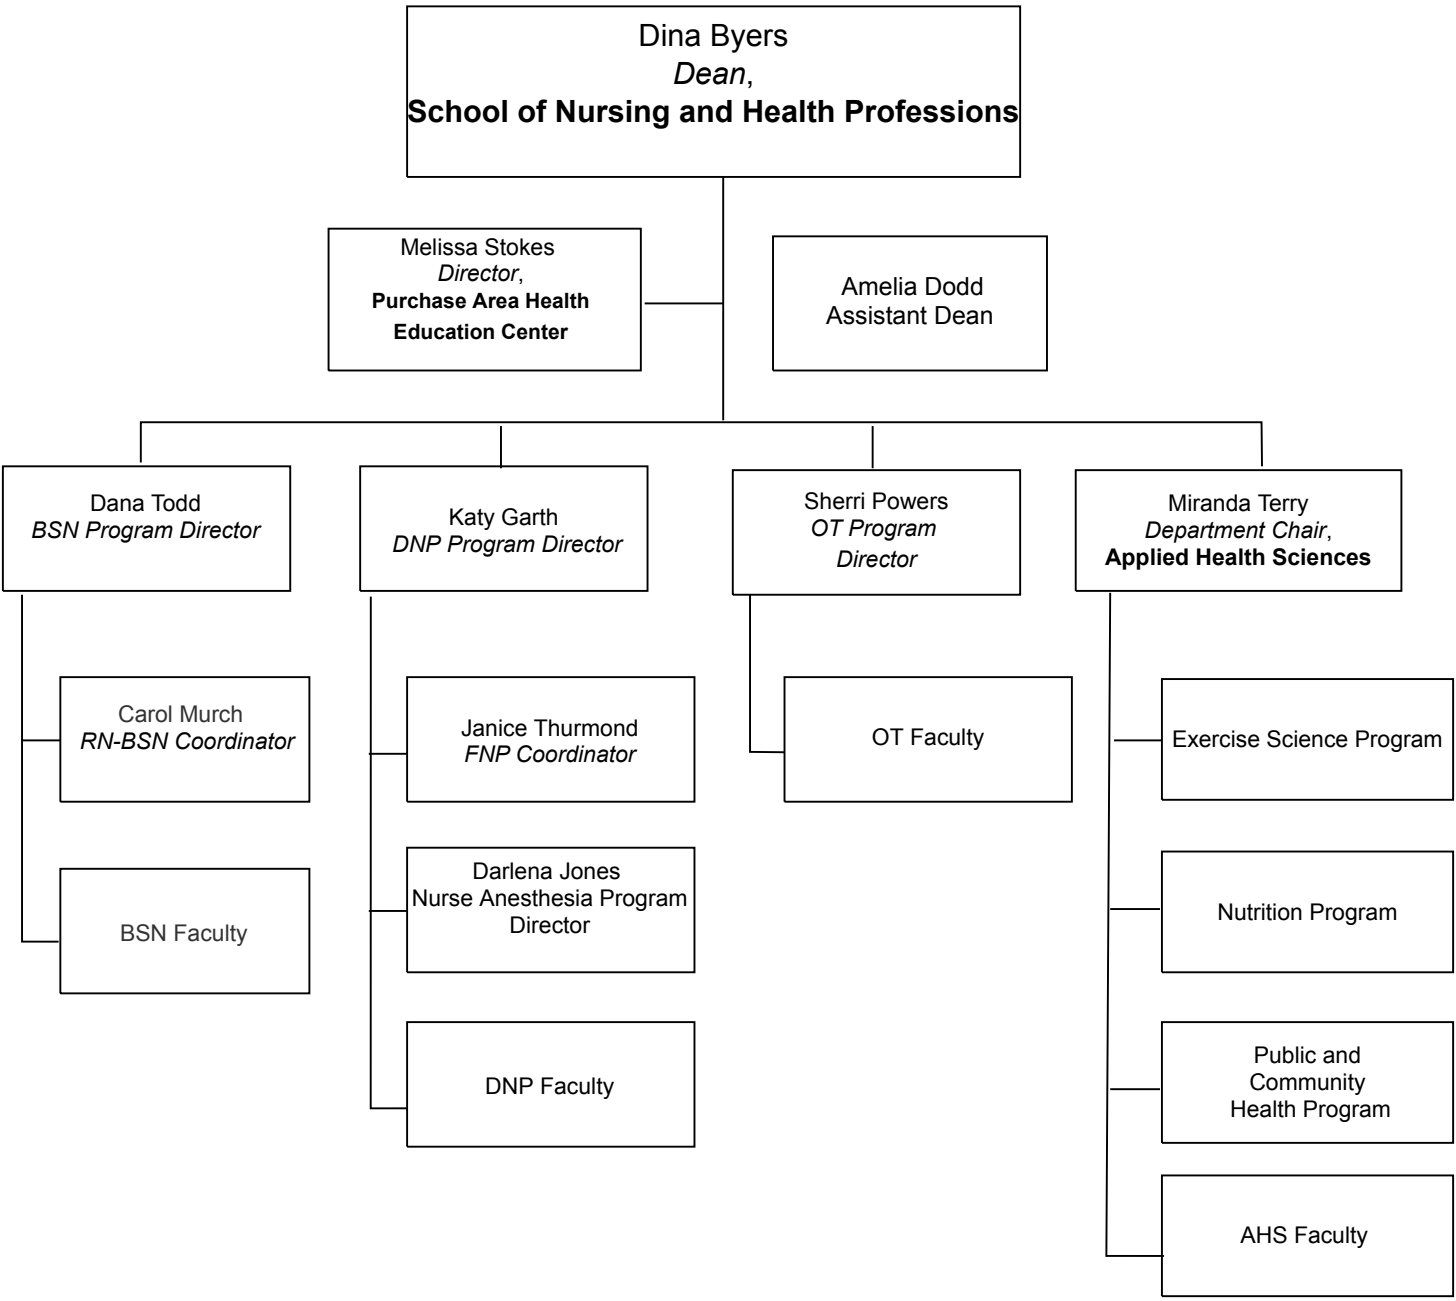 Dina Byers
Dean,
School of Nursing and Health Professions
Melissa Stokes
Director,
Purchase Area Health
Education Center
Amelia Dodd
Assistant Dean
Dana Todd
BSN Program Director
Katy Garth
DNP Program Director
Sherri Powers
OT Program
Director
Miranda Terry
Department Chair,
Applied Health Sciences
Carol Murch
RN-BSN Coordinator
Janice Thurmond
FNP Coordinator
OT Faculty
Exercise Science Program
BSN Faculty
Darlena Jones
Nurse Anesthesia Program
Director
Nutrition Program
DNP Faculty
Public and
Community
Health Program
AHS Faculty